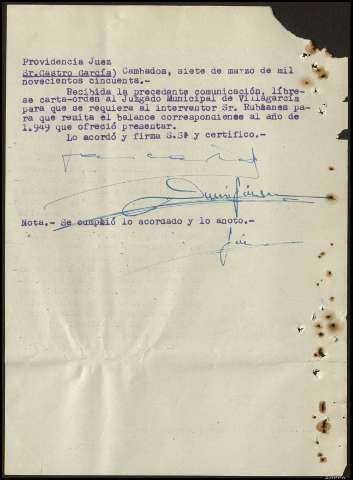 Providencia Juez
Sr.Castro García) Cambados, siete de marzo de mil
novecientos cincuenta.-
Recibida la precedente comunicación, líbre-
se carta-orden al Juzgado Municipal de Villagarcía
para que se requiera al interventor Sr. Rubianes pa-
ra que remita el balance correspondiense al año de
1.949 que ofreció presentar.-
Lo acordó y firma S.Sª y certifico.-
Nota.- Se cumplió lo acordado y lo anoto.-